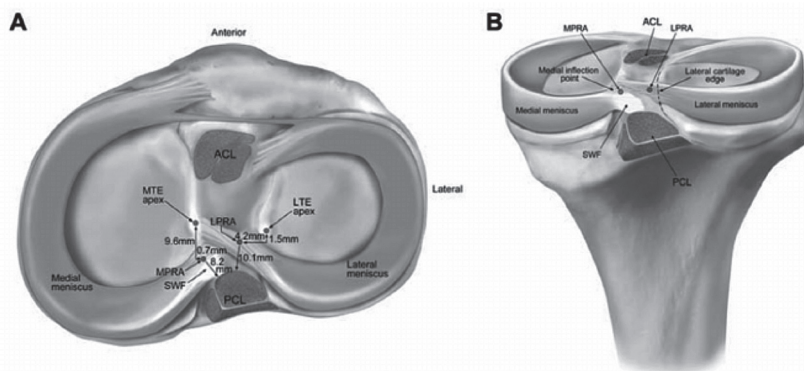 A
Anterior
ACL
Lateral
MTE
apex
LTE
apex
LPRA
4.2mm
1.5mm
9.6mm
0.7mm
10.1mm
8.2
mm
MPRA
SWF
Medial
meniscus
Lateral
meniscus
PCL
B
MPRA
ACL
LPRA
Medial inflection
point
Lateral cartilage
edge
Medial meniscus
Lateral meniscus
SWF
PCL